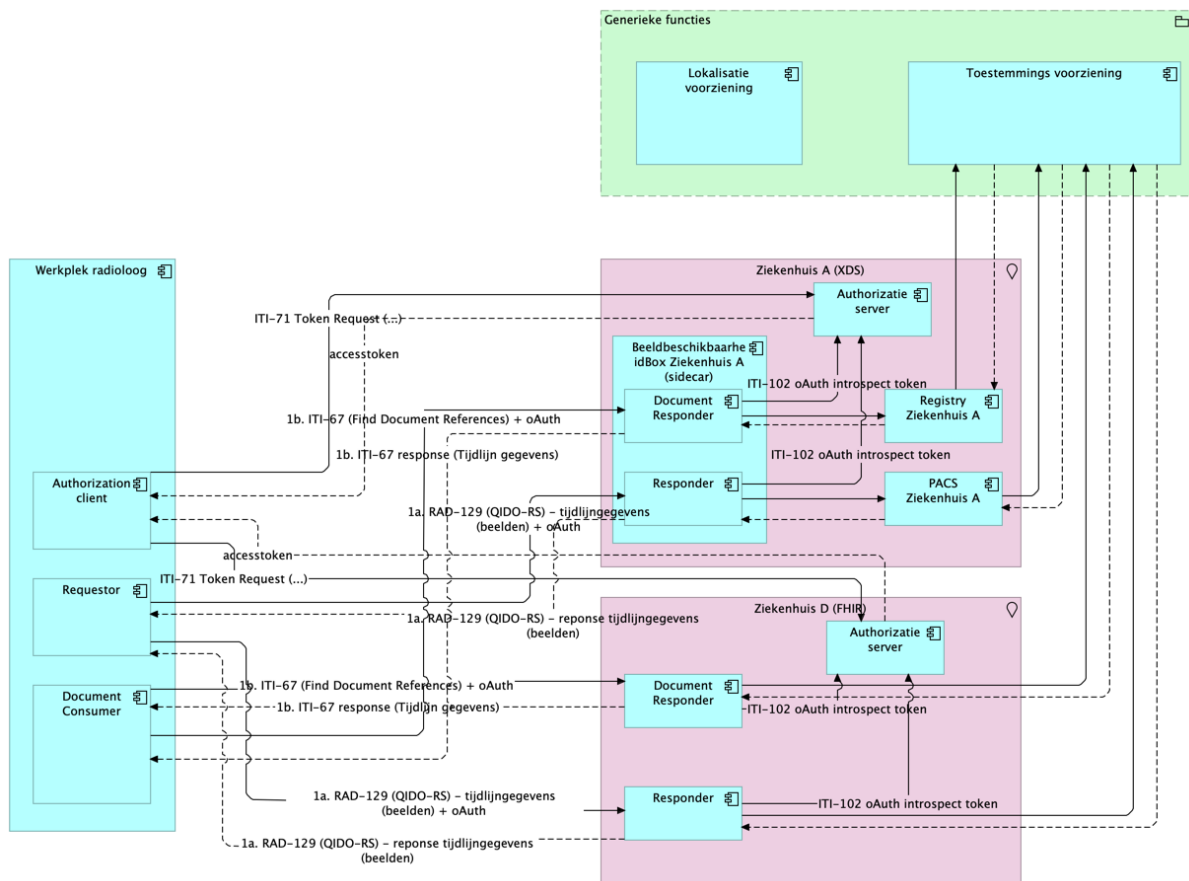 Generieke functies
Lokalisatie
voorziening
Toestemmings voorziening
Werkplek radioloog
Ziekenhuis A (XDS)
Authorizatie
server
ITI-71 Token Request (...)
accesstoken
Beeldbeschikbaarhe
idBox Ziekenhuis A
(sidecar)
ITI-102 oAuth introspect token
Document
Responder
Registry
Ziekenhuis A
1b. ITI-67 (Find Document References) + oAuth
1b. ITI-67 response (Tijdlijn gegevens)
ITI-102 oAuth introspect token
Authorization
client
Responder
PACS
Ziekenhuis A
1a. RAD-129 (QIDO-RS) – tijdlijngegevens
(beelden) + oAuth
accesstoken
ITI-71 Token Request (...)
Requestor
1a. RAD-129 (QIDO-RS) – reponse tijdlijngegevens
(beelden)
Ziekenhuis D (FHIR)
Authorizatie
server
Document
Consumer
1b. ITI-67 (Find Document References) + oAuth
1b. ITI-67 response (Tijdlijn gegevens)
Document
Responder
ITI-102 oAuth introspect token
1a. RAD-129 (QIDO-RS) – tijdlijngegevens
(beelden) + oAuth
Responder
ITI-102 oAuth introspect token
1a. RAD-129 (QIDO-RS) – reponse tijdlijngegevens
(beelden)